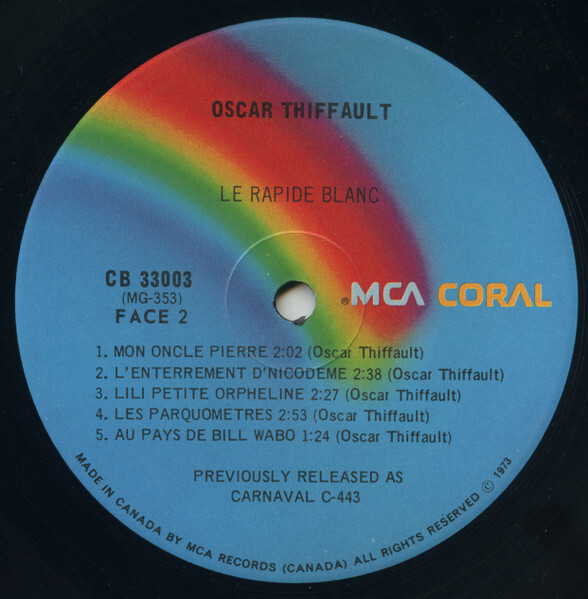 OSCAR THIFFAULT
LE RAPIDE BLANC
CB 33003
(MG-353)
FACE 2
®MCA CORAL
1. MON ONCLE PIERRE 2:02 (Oscar Thiffault)
2. L'ENTERREMENT D'NICODEME 2:38 (Oscar Thiffault)
3. LILI PETITE ORPHELINE 2:27 (Oscar Thiffault)
4. LES PARQUOMETRES 2:53 (Oscar Thiffault)
5. AU PAYS DE BILL WABO 1:24 (Oscar Thiffault)
PREVIOUSLY RELEASED AS
CARNAVAL C-443
MADE IN CANADA BY MCA RECORDS (CANADA) ALL RIGHTS RESERVED © 1973